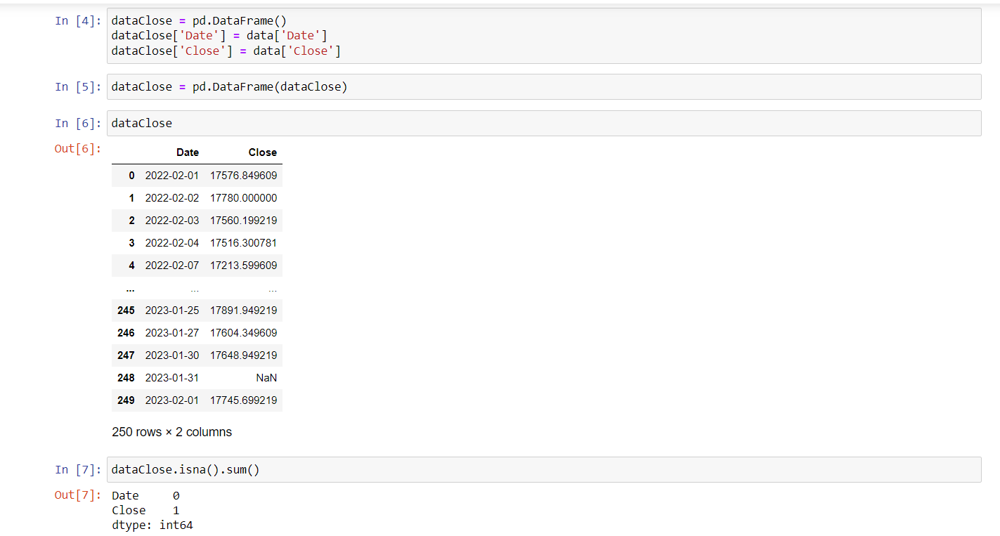 In [4]: dataClose = pd.DataFrame()
dataClose['Date'] = data['Date']
dataClose['Close'] = data['Close']
In [5]: dataClose = pd.DataFrame(dataClose)
In [6]: dataClose
Out[6]:
Date Close
0 2022-02-01 17576.849609
1 2022-02-02 17780.000000
2 2022-02-03 17560.199219
3 2022-02-04 17516.300781
4 2022-02-07 17213.599609
... ... ...
245 2023-01-25 17891.949219
246 2023-01-27 17604.349609
247 2023-01-30 17648.949219
248 2023-01-31 NaN
249 2023-02-01 17745.699219
250 rows × 2 columns
In [7]: dataClose.isna().sum()
Out[7]: Date 0
Close 1
dtype: int64